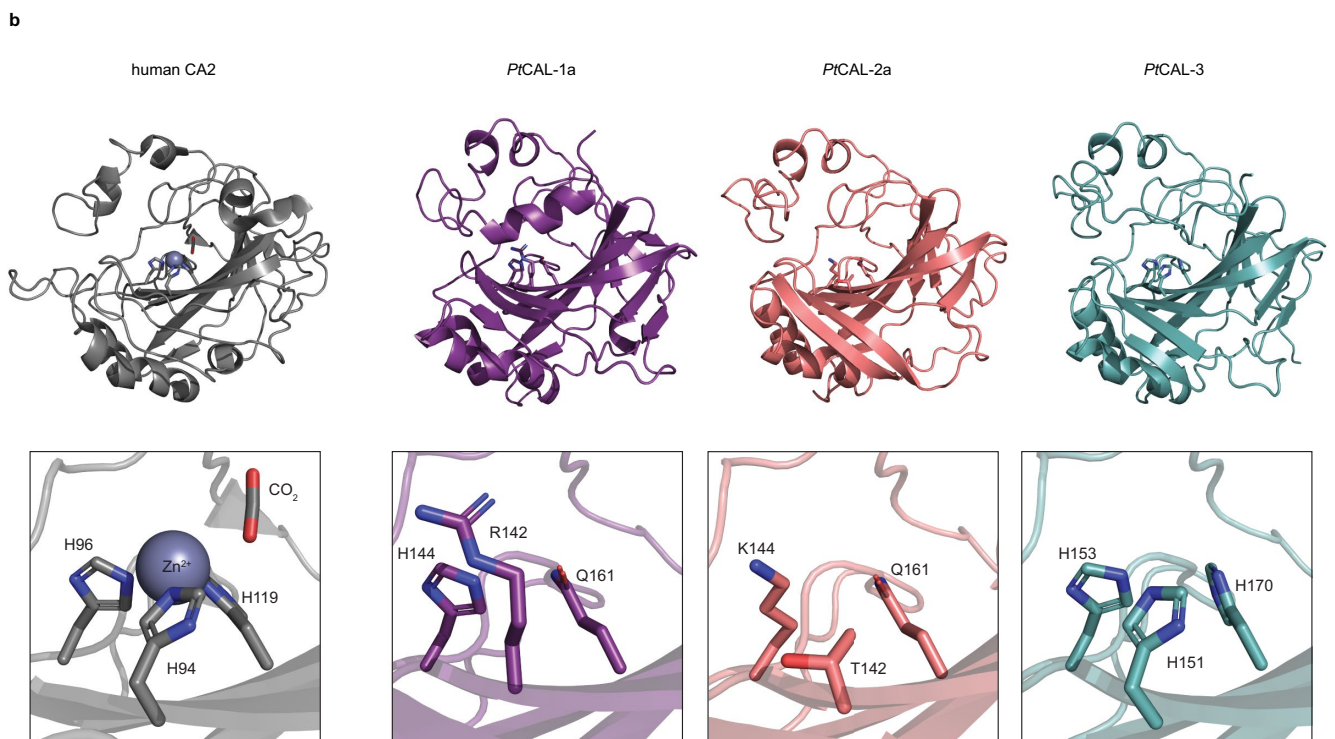 b
human CA2
PtCAL-1a
PtCAL-2a
PtCAL-3
CO₂
H96
Zn²⁺
H119
H94
R142
H144
Q161
K144
Q161
T142
H153
H170
H151